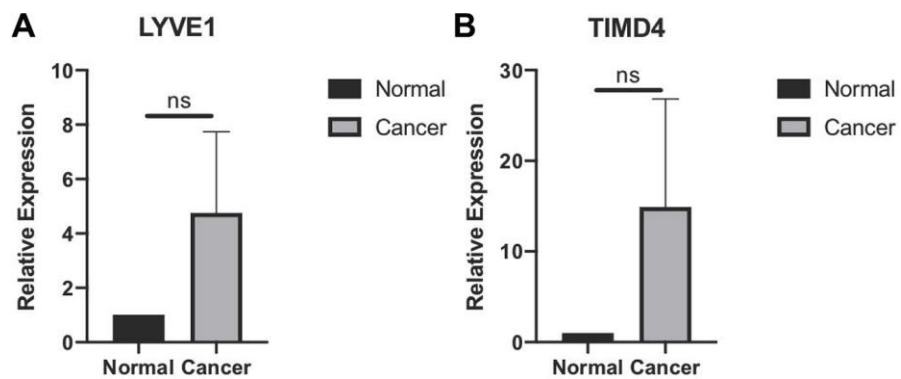 A
LYVE1
Relative Expression
10
8
6
4
2
0
ns
Normal
Cancer
Normal Cancer
B
TIMD4
Relative Expression
30
20
10
0
ns
Normal
Cancer
Normal Cancer